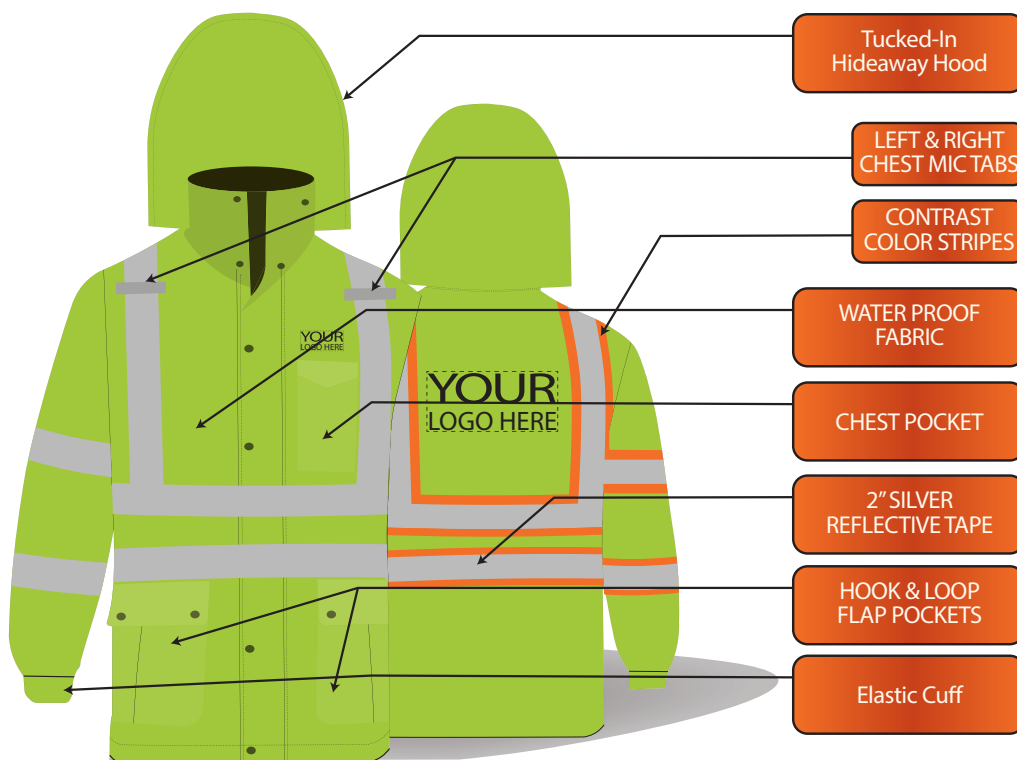 Tucked-In
Hideaway Hood
LEFT & RIGHT
CHEST MIC TABS
CONTRAST
COLOR STRIPES
WATER PROOF
FABRIC
CHEST POCKET
2" SILVER
REFLECTIVE TAPE
HOOK & LOOP
FLAP POCKETS
Elastic Cuff
YOUR
LOGO HERE
YOUR
LOGO HERE